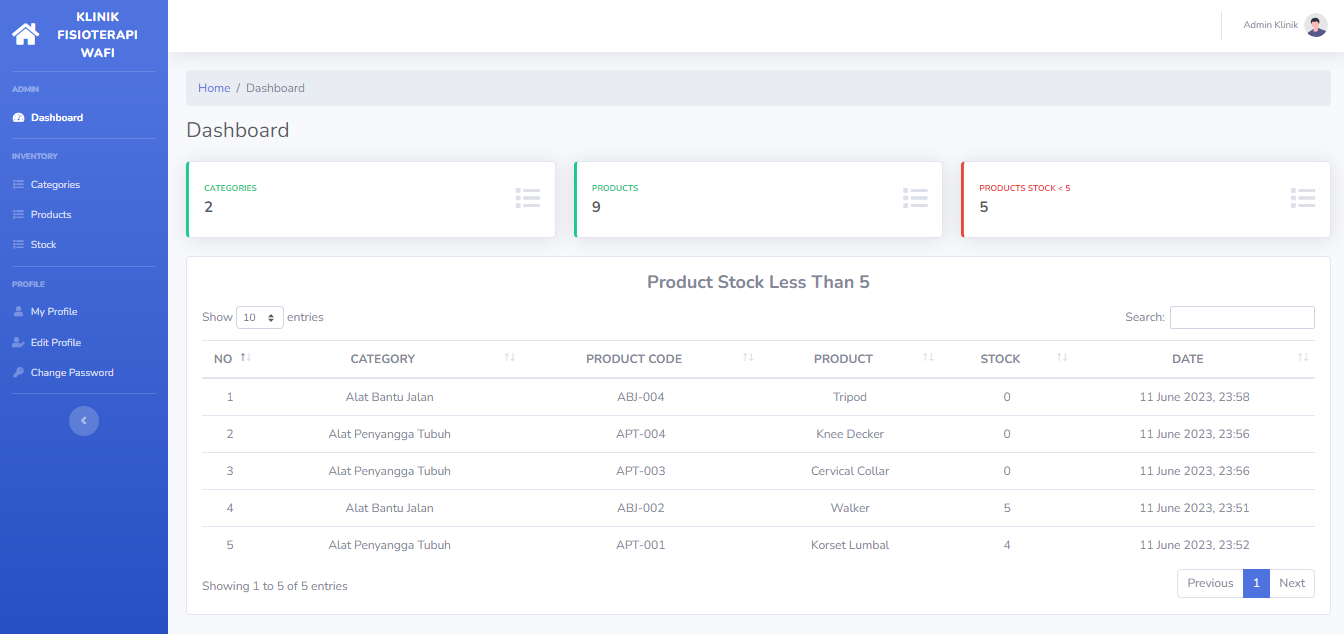 KLINIK
FISIOTERAPI
WAFI
ADMIN
Dashboard
INVENTORY
Categories
Products
Stock
PROFILE
My Profile
Edit Profile
Change Password
Admin Klinik
Home / Dashboard
Dashboard
CATEGORIES
2
PRODUCTS
9
PRODUCTS STOCK < 5
5
Product Stock Less Than 5
Show 10 entries Search:
NO CATEGORY PRODUCT CODE PRODUCT STOCK DATE
1 Alat Bantu Jalan ABJ-004 Tripod 0 11 June 2023, 23:58
2 Alat Penyangga Tubuh APT-004 Knee Decker 0 11 June 2023, 23:56
3 Alat Penyangga Tubuh APT-003 Cervical Collar 0 11 June 2023, 23:56
4 Alat Bantu Jalan ABJ-002 Walker 5 11 June 2023, 23:51
5 Alat Penyangga Tubuh APT-001 Korset Lumbal 4 11 June 2023, 23:52
Showing 1 to 5 of 5 entries Previous 1 Next